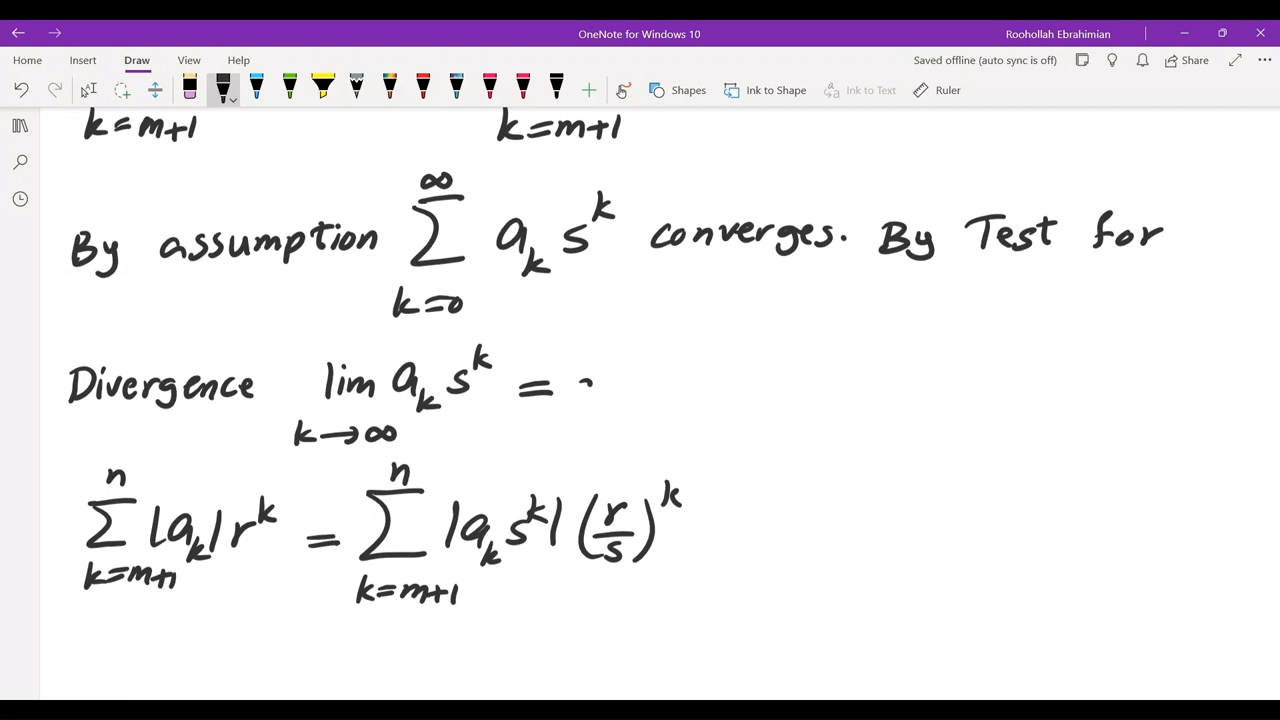 OneNote for Windows 10
Roohollah Ebrahimian
Home Insert Draw View Help
Saved offline (auto sync is off)
Share
Shapes
Ink to Shape
Ink to Text
Ruler
k=m+1 k=m+1
By assumption ∑_{k=0}^{∞} a_k s^k converges. By Test for
Divergence lim_{k→∞} a_k s^k =
∑_{k=m+1}^{n} |a_k| r^k = ∑_{k=m+1}^{n} |a_k s^k| (r/s)^k